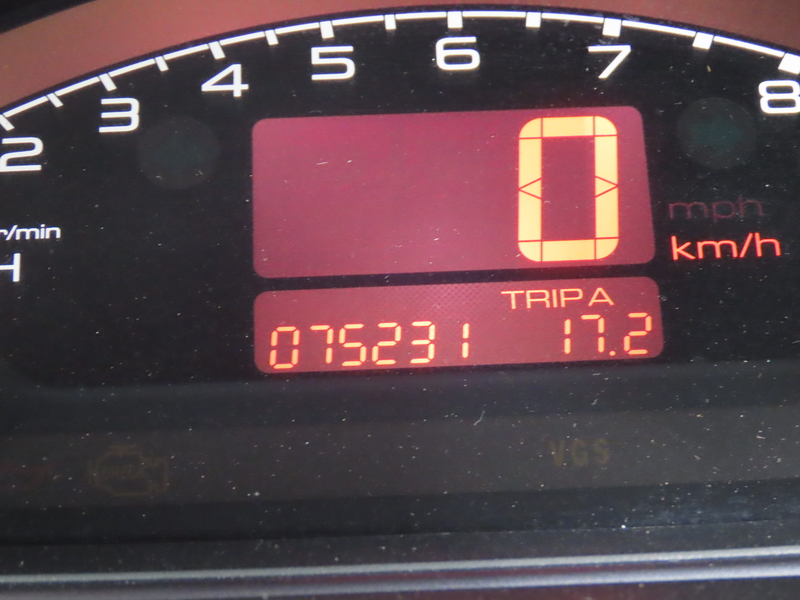 2 3 4 5 6 7 8
r/min
H
0
mph
km/h
TRIP A
075231 17.2
VGS